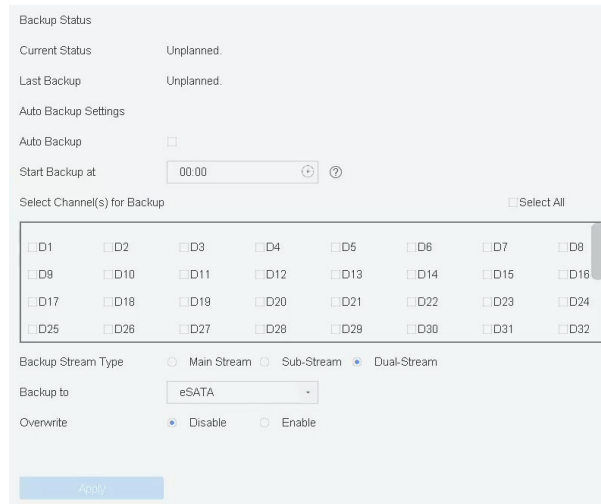 Backup Status
Current Status Unplanned.
Last Backup Unplanned.
Auto Backup Settings
Auto Backup
Start Backup at 00:00
Select Channel(s) for Backup Select All
D1 D2 D3 D4 D5 D6 D7 D8
D9 D10 D11 D12 D13 D14 D15 D16
D17 D18 D19 D20 D21 D22 D23 D24
D25 D26 D27 D28 D29 D30 D31 D32
Backup Stream Type Main Stream Sub-Stream Dual-Stream
Backup to eSATA
Overwrite Disable Enable
Apply